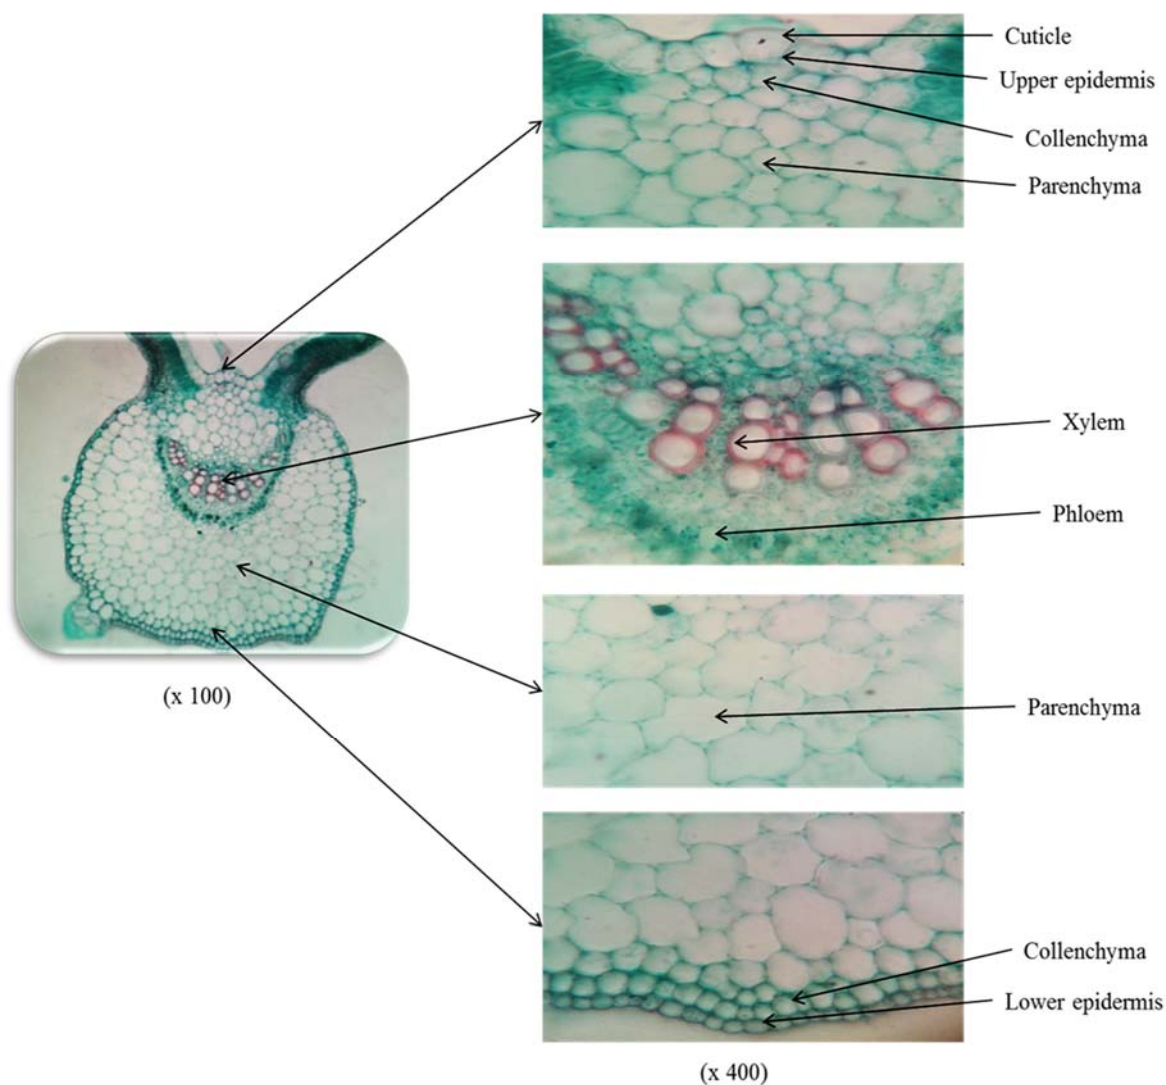 Cuticle
Upper epidermis
Collenchyma
Parenchyma
Xylem
Phloem
(x 100)
Parenchyma
Collenchyma
Lower epidermis
(x 400)